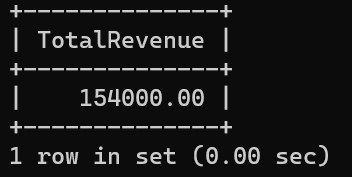 +--------------+
| TotalRevenue |
+--------------+
|    154000.00 |
+--------------+
1 row in set (0.00 sec)